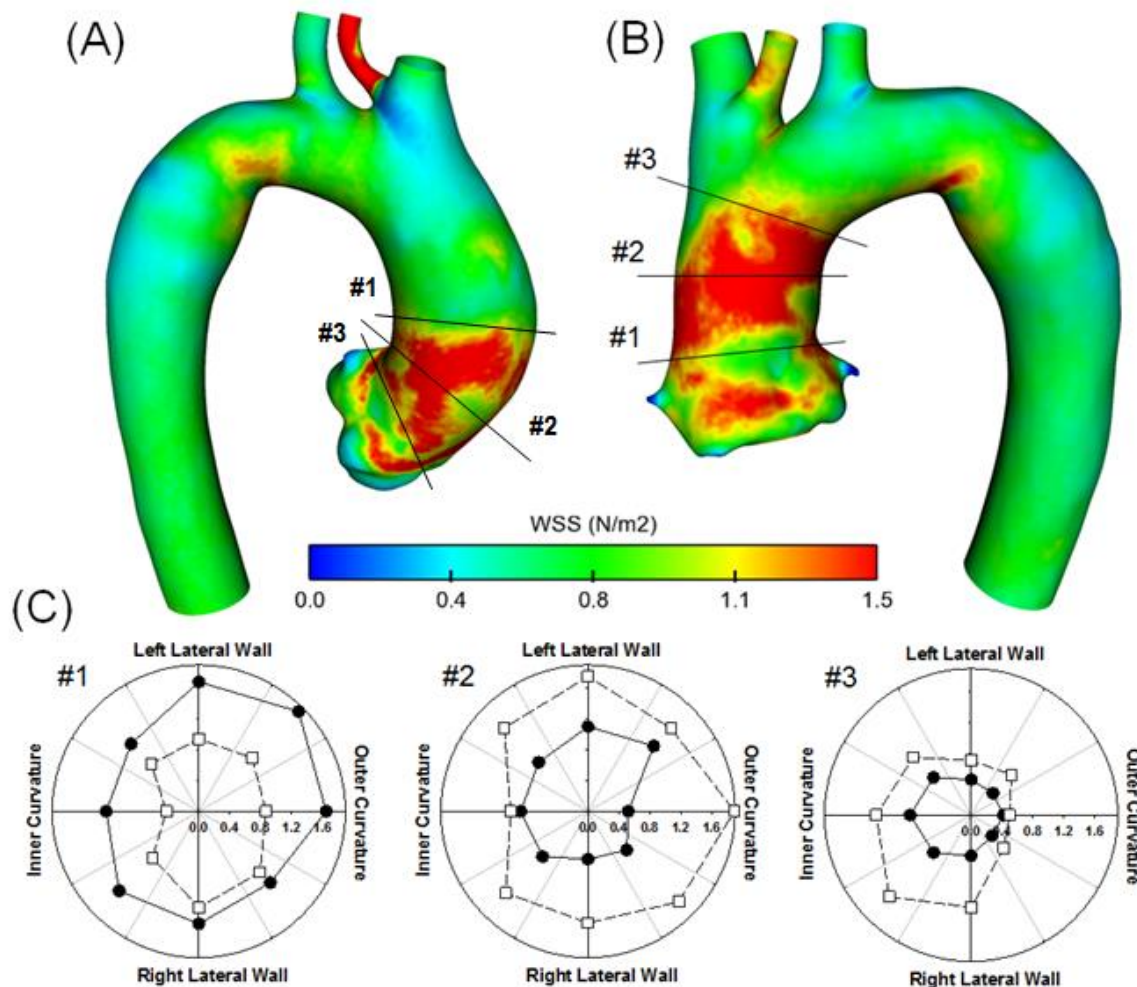 (A)
(B)
#3
#2
#1
#1
#3
#2
WSS (N/m2)
0.0 0.4 0.8 1.1 1.5
(C)
#1
Left Lateral Wall
Inner Curvature
Outer Curvature
0.0 0.4 0.8 1.2 1.6
Right Lateral Wall
#2
Left Lateral Wall
Inner Curvature
Outer Curvature
0.0 0.4 0.8 1.2 1.6
Right Lateral Wall
#3
Left Lateral Wall
Inner Curvature
Outer Curvature
0.0 0.4 0.8 1.2 1.6
Right Lateral Wall